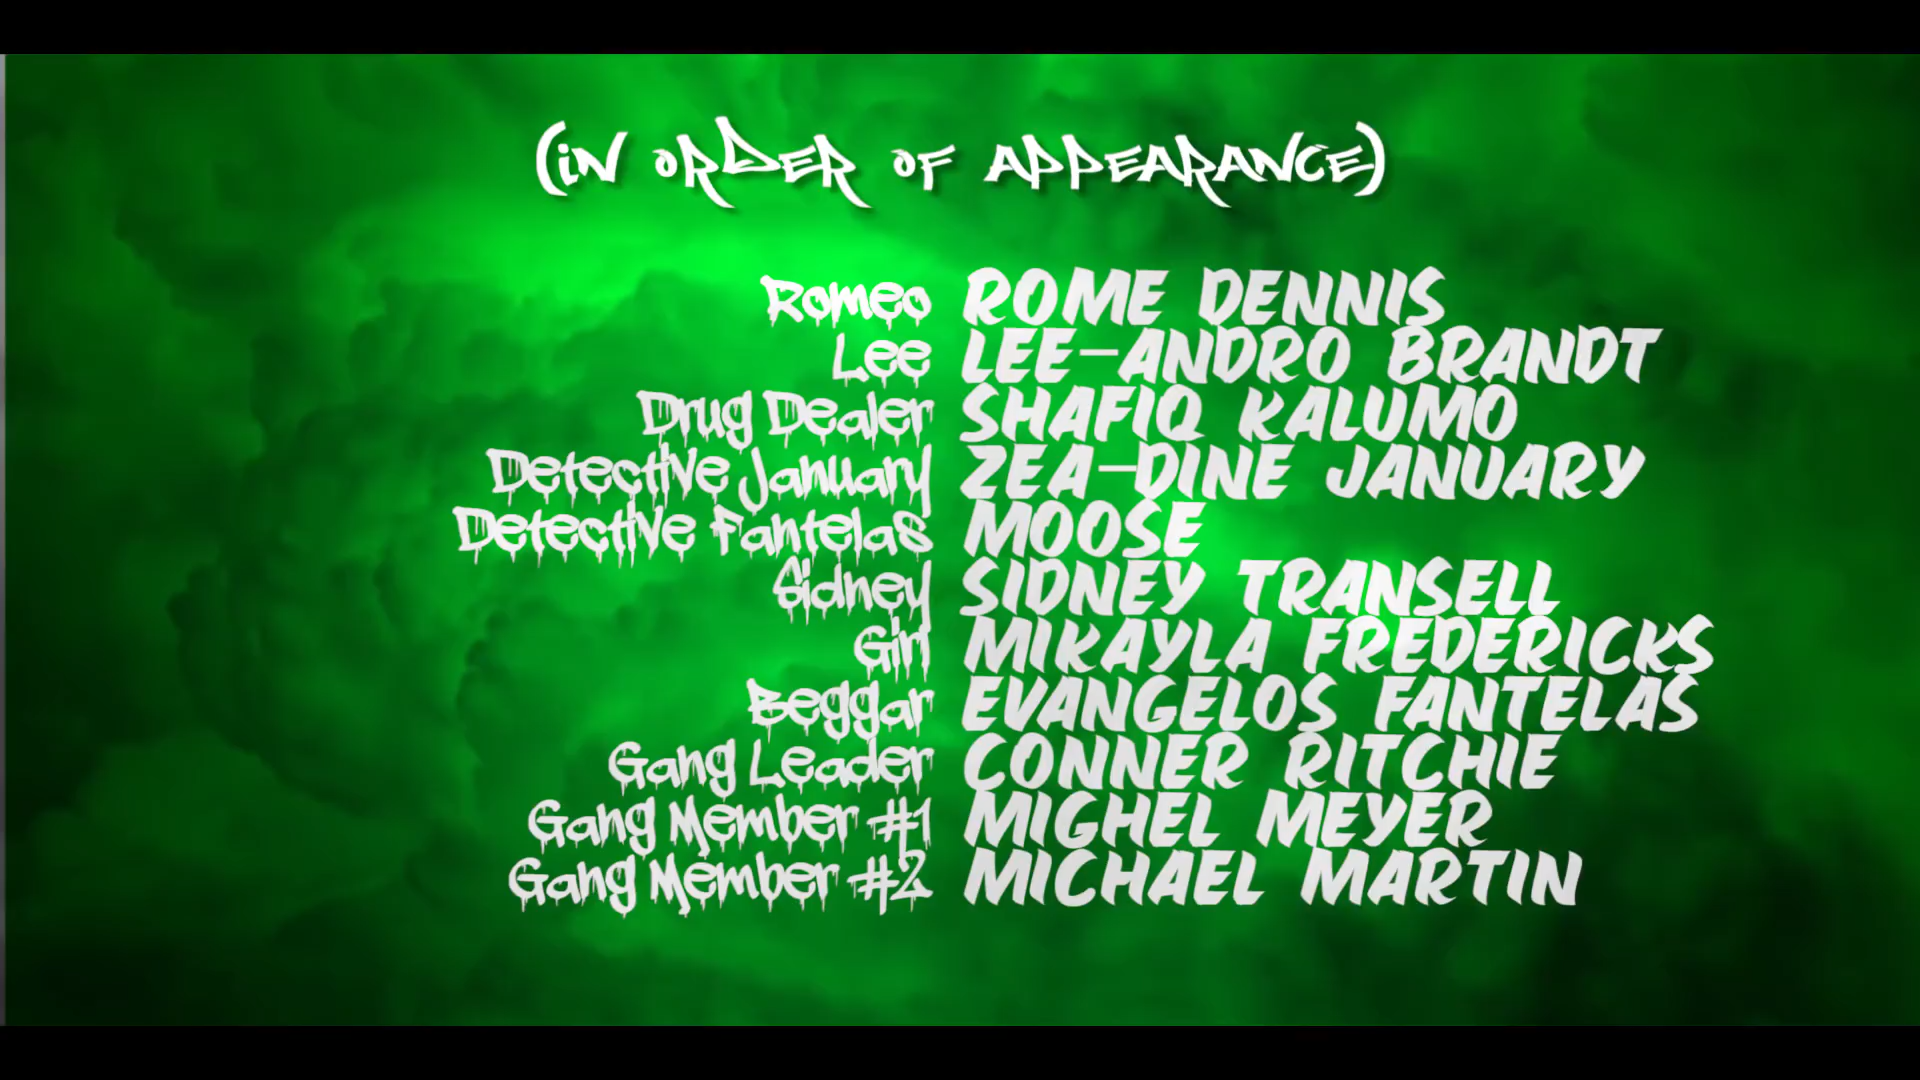 (in order of appearance)
Romeo ROME DENNIS
Lee LEE-ANDRO BRANDT
Drug Dealer SHAFIQ KALUMO
Detective January ZEA-DINE JANUARY
Detective Fantelas MOOSE
Sidney SIDNEY TRANSELL
Girl MIKAYLA FREDERICKS
Beggar EVANGELOS FANTELAS
Gang Leader CONNER RITCHIE
Gang Member #1 MIGHEL MEYER
Gang Member #2 MICHAEL MARTIN